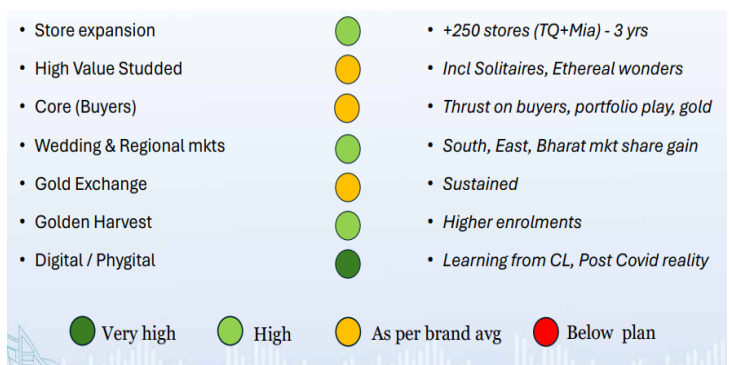 • Store expansion • +250 stores (TQ+Mia) - 3 yrs
• High Value Studded • Incl Solitaires, Ethereal wonders
• Core (Buyers) • Thrust on buyers, portfolio play, gold
• Wedding & Regional mkts • South, East, Bharat mkt share gain
• Gold Exchange • Sustained
• Golden Harvest • Higher enrolments
• Digital / Phygital • Learning from CL, Post Covid reality
Very high High As per brand avg Below plan